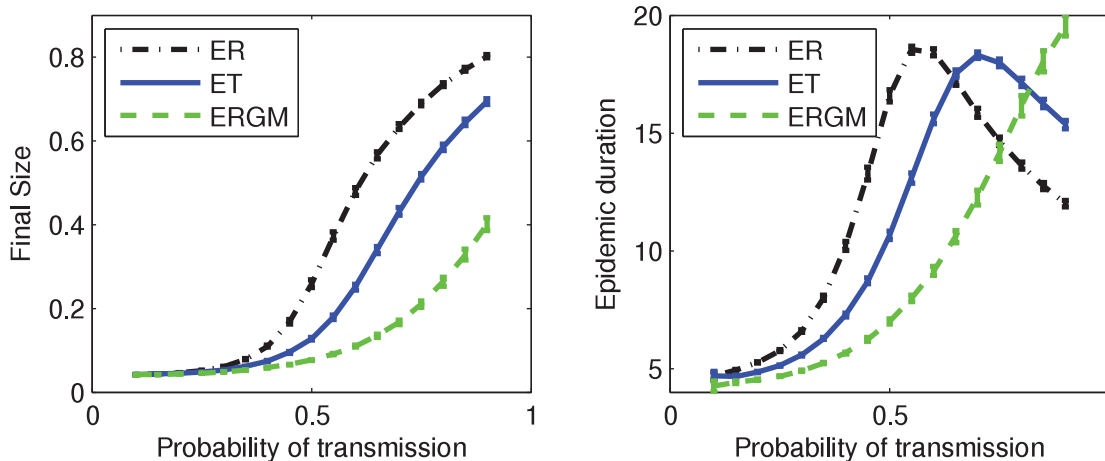 Final Size
0.8
0.6
0.4
0.2
0
0
0.5
1
Probability of transmission
ER
ET
ERGM
Epidemic duration
20
15
10
5
0
0.5
Probability of transmission
ER
ET
ERGM